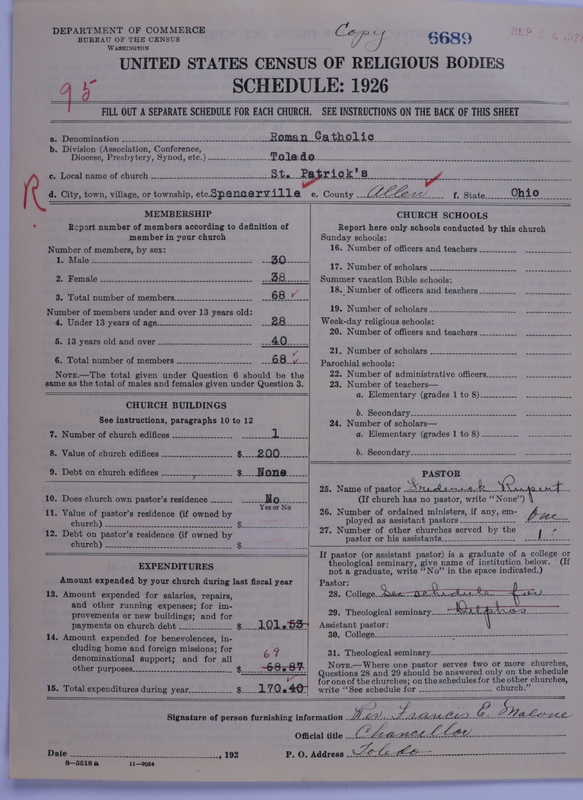 DEPARTMENT OF COMMERCE
BUREAU OF THE CENSUS
WASHINGTON
Copy
6689
95
UNITED STATES CENSUS OF RELIGIOUS BODIES
SCHEDULE: 1926
FILL OUT A SEPARATE SCHEDULE FOR EACH CHURCH. SEE INSTRUCTIONS ON THE BACK OF THIS SHEET
a. Denomination Roman Catholic
b. Division (Association, Conference,
Diocese, Presbytery, Synod, etc.) Toledo
c. Local name of church St. Patrick's
R
d. City, town, village, or township, etc. Spencerville e. County Allen f. State Ohio
MEMBERSHIP
Report number of members according to definition of
member in your church
Number of members, by sex:
1. Male 30
2. Female 38
3. Total number of members 68
Number of members under and over 13 years old:
4. Under 13 years of age 28
5. 13 years old and over 40
6. Total number of members 68
NOTE.—The total given under Question 6 should be the
same as the total of males and females given under Question 3.
CHURCH BUILDINGS
See instructions, paragraphs 10 to 12
7. Number of church edifices 1
8. Value of church edifices $ 200
9. Debt on church edifices $ None
10. Does church own pastor's residence No
Yes or No
11. Value of pastor's residence (if owned by
church) $
12. Debt on pastor's residence (if owned by
church) $
EXPENDITURES
Amount expended by your church during last fiscal year
13. Amount expended for salaries, repairs,
and other running expenses; for im-
provements or new buildings; and for
payments on church debt $ 101.53
14. Amount expended for benevolences, in-
cluding home and foreign missions; for
denominational support; and for all
other purposes $ 68.87
69
15. Total expenditures during year $ 170.40
CHURCH SCHOOLS
Report here only schools conducted by this church
Sunday schools:
16. Number of officers and teachers
17. Number of scholars
Summer vacation Bible schools:
18. Number of officers and teachers
19. Number of scholars
Week-day religious schools:
20. Number of officers and teachers
21. Number of scholars
Parochial schools:
22. Number of administrative officers
23. Number of teachers—
a. Elementary (grades 1 to 8)
b. Secondary
24. Number of scholars—
a. Elementary (grades 1 to 8)
b. Secondary
PASTOR
25. Name of pastor Frederick Rupert
(If church has no pastor, write "None")
26. Number of ordained ministers, if any, em-
ployed as assistant pastors One
27. Number of other churches served by the
pastor or his assistants 1
If pastor (or assistant pastor) is a graduate of a college or
theological seminary, give name of institution below. (If
not a graduate, write "No" in the space indicated.)
Pastor:
28. College See schedule for
29. Theological seminary Delphos
Assistant pastor:
30. College
31. Theological seminary
NOTE.—Where one pastor serves two or more churches,
Questions 28 and 29 should be answered only on the schedule
for one of the churches; on the schedules for the other churches,
write "See schedule for church."
Signature of person furnishing information Rev. Francis E. Malone
Official title Chancellor
Date , 192 P. O. Address Toledo
8-5518a 11-9054